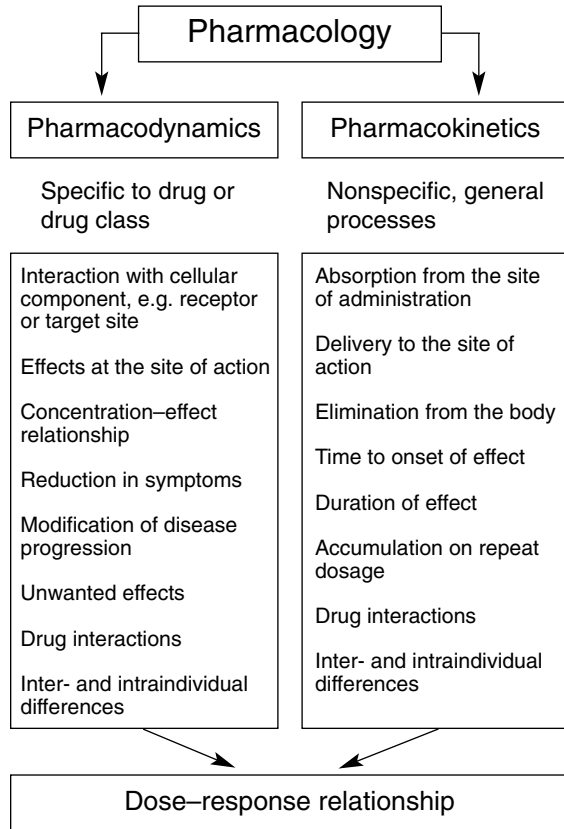 Pharmacology
Pharmacodynamics
Specific to drug or
drug class
Interaction with cellular
component, e.g. receptor
or target site
Effects at the site of action
Concentration–effect
relationship
Reduction in symptoms
Modification of disease
progression
Unwanted effects
Drug interactions
Inter- and intraindividual
differences
Pharmacokinetics
Nonspecific, general
processes
Absorption from the site
of administration
Delivery to the site of
action
Elimination from the body
Time to onset of effect
Duration of effect
Accumulation on repeat
dosage
Drug interactions
Inter- and intraindividual
differences
Dose–response relationship